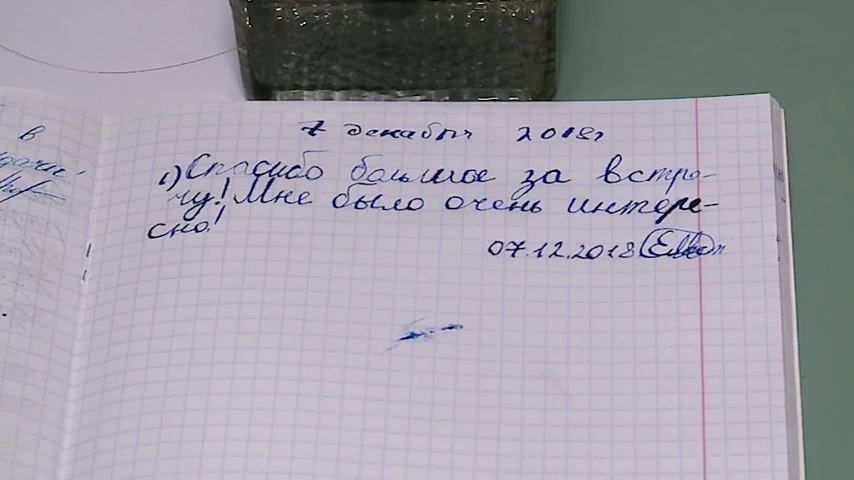 в
7 декабря 2018г
1) Спасибо большое за встре-
чу! Мне было очень интере-
сно!
07.12.2018